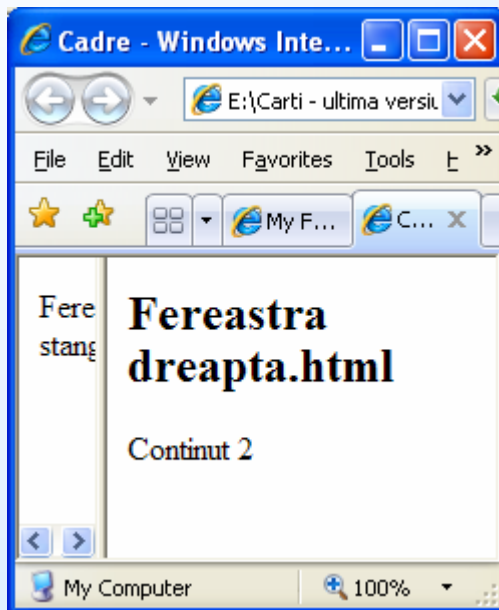 Cadre - Windows Inte...
E:\Carti - ultima versiu
File Edit View Favorites Tools »
My F... C...
Fere
stang
Fereastra
dreapta.html
Continut 2
My Computer 100%